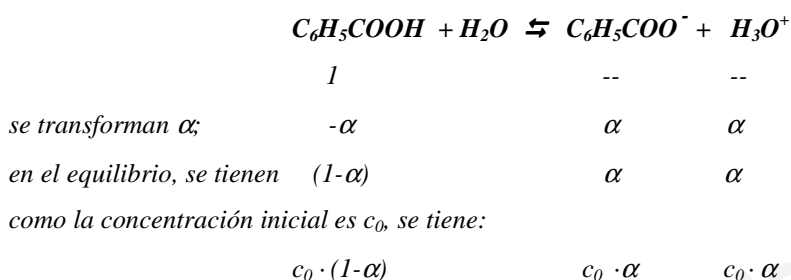 C₆H₅COOH + H₂O ⇆ C₆H₅COO⁻ + H₃O⁺
1 -- --
se transforman α; -α α α
en el equilibrio, se tienen (1-α) α α
como la concentración inicial es c₀, se tiene:
c₀ · (1-α) c₀ · α c₀ · α